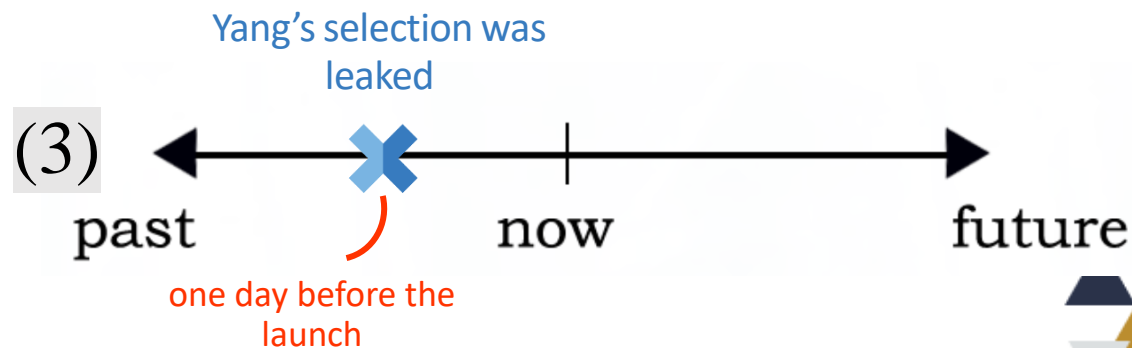 Yang’s selection was
leaked
(3)
past
now
future
one day before the
launch